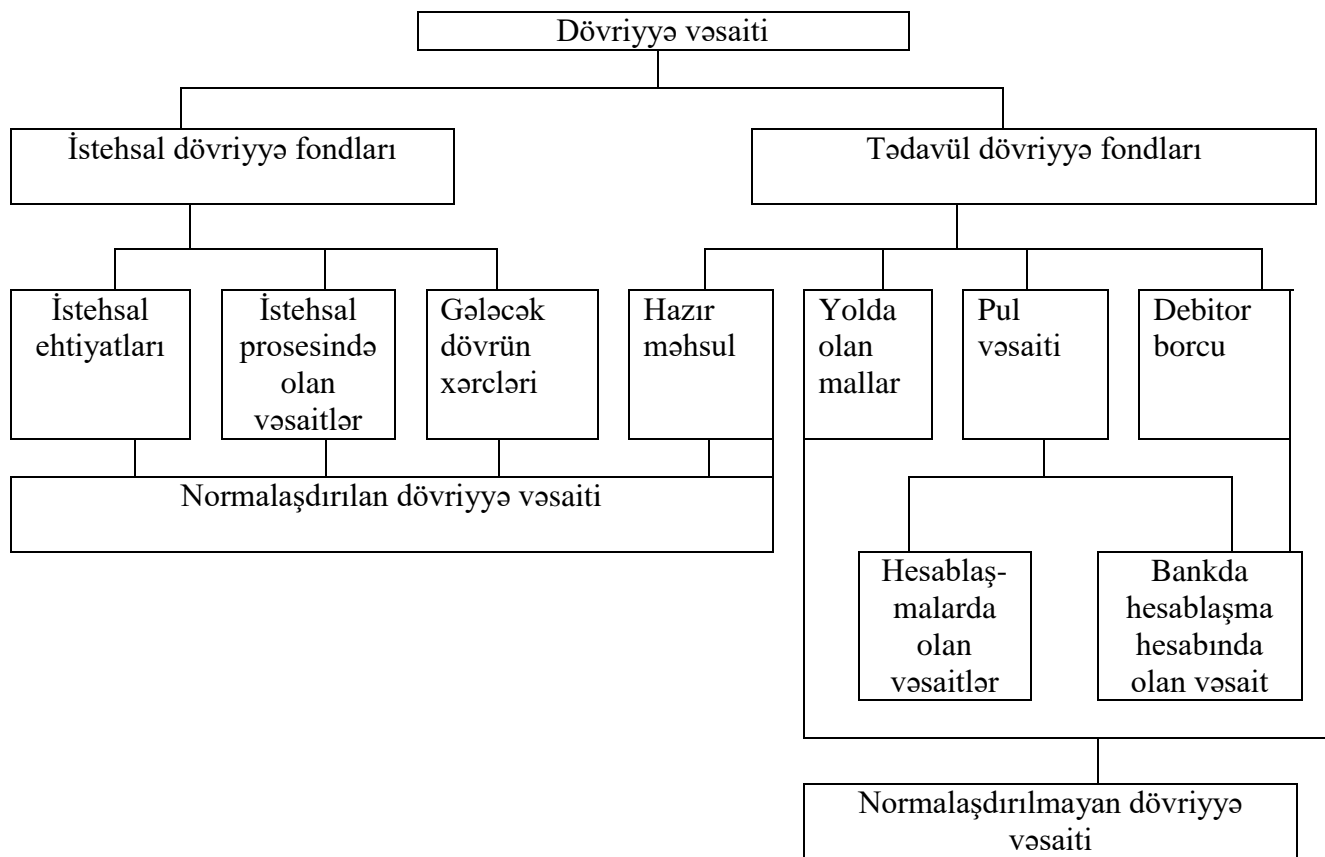 Dövriyyə vəsaiti
İstehsal dövriyyə fondları
Tədavül dövriyyə fondları
İstehsal
ehtiyatları
İstehsal
prosesində
olan
vəsaitlər
Gələcək
dövrün
xərcləri
Hazır
məhsul
Yolda
olan
mallar
Pul
vəsaiti
Debitor
borcu
Normalaşdırılan dövriyyə vəsaiti
Hesablaş-
malarda
olan
vəsaitlər
Bankda
hesablaşma
hesabında
olan vəsait
Normalaşdırılmayan dövriyyə
vəsaiti